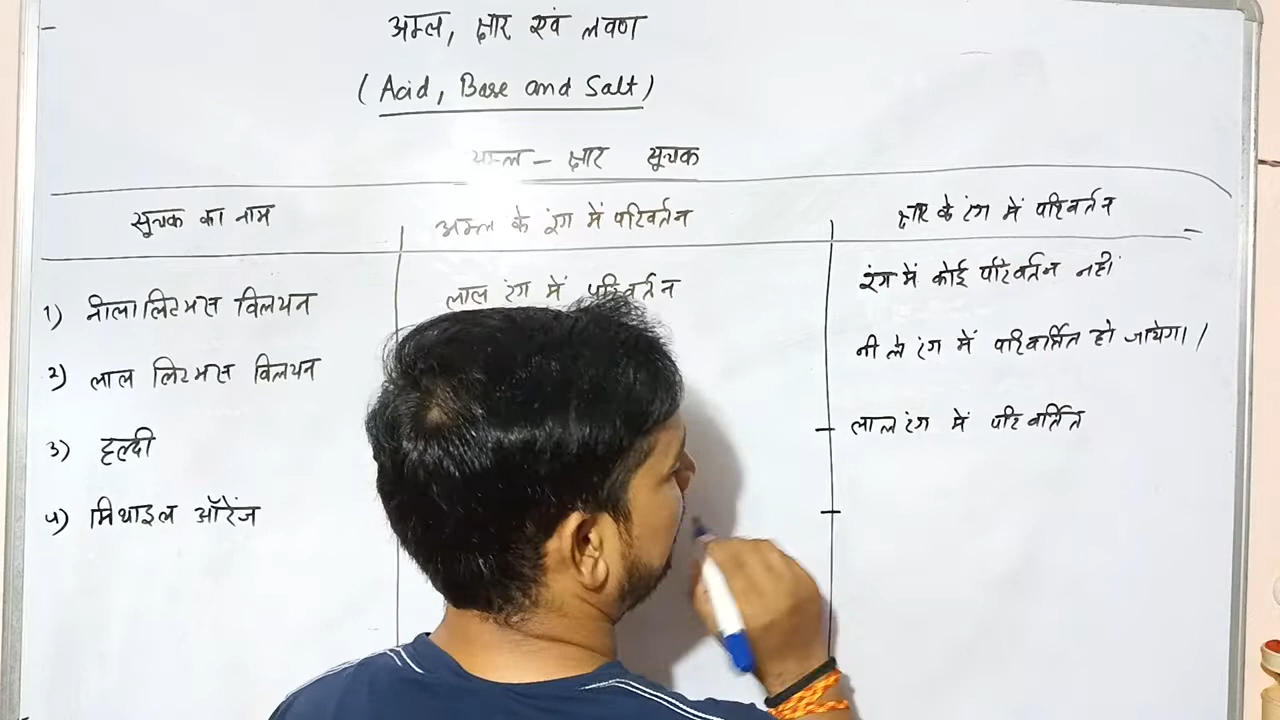 अम्ल, क्षार एवं लवण
(Acid, Base and Salt)
अम्ल - क्षार सूचक
सूचक का नाम
अम्ल के रंग में परिवर्तन
क्षार के रंग में परिवर्तन
1) नीला लिटमस विलयन
लाल रंग में परिवर्तन
रंग में कोई परिवर्तन नहीं
2) लाल लिटमस विलयन
नीले रंग में परिवर्तित हो जायेगा।
3) हल्दी
लाल रंग में परिवर्तित
4) मिथाइल ऑरेंज